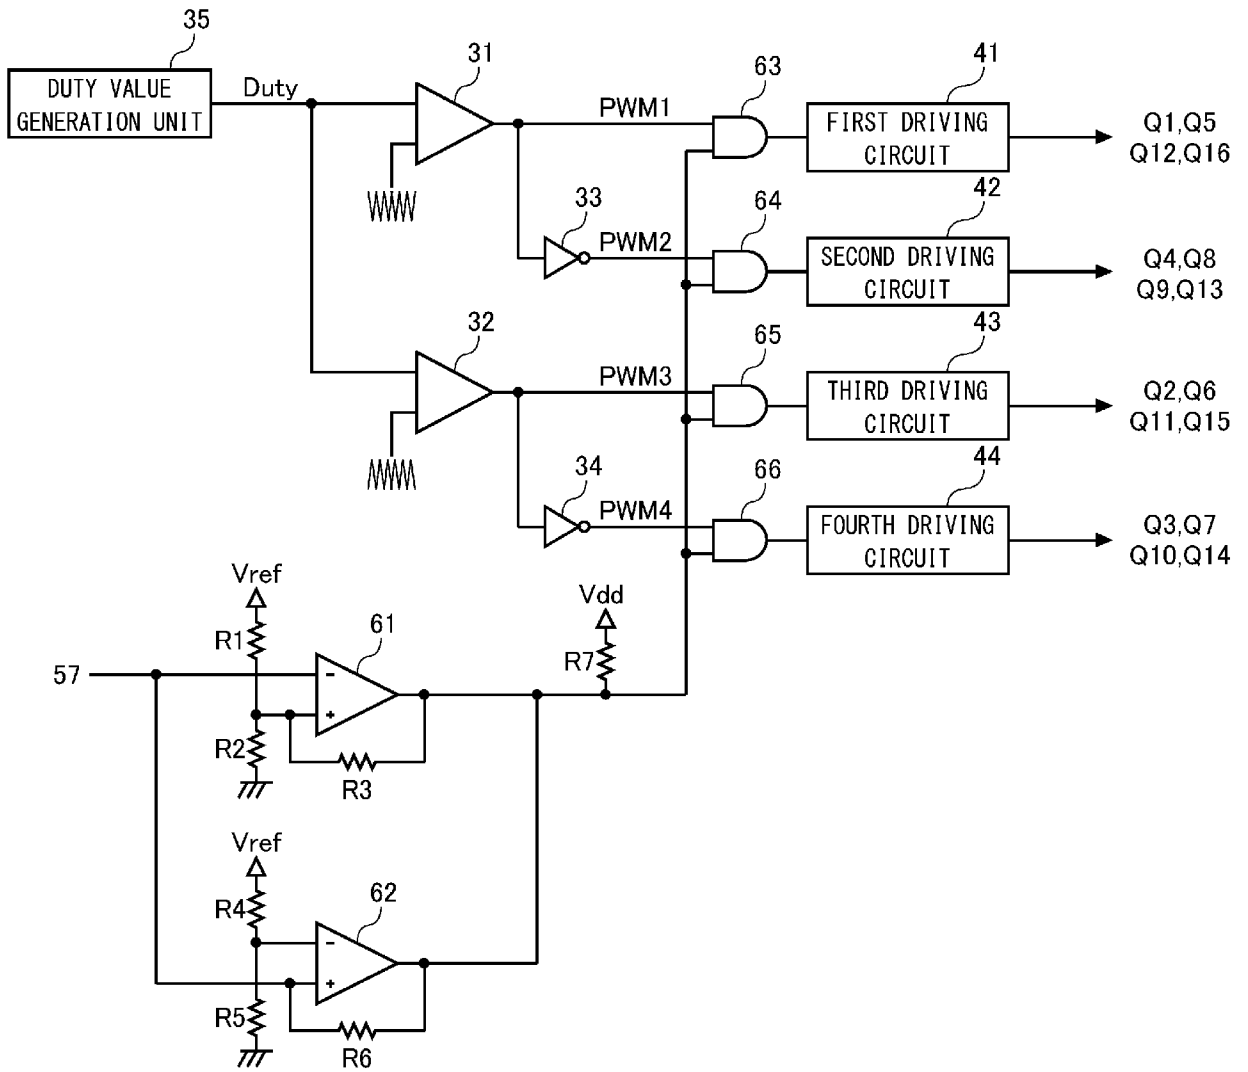 35
DUTY VALUE
GENERATION UNIT
Duty
31
PWM1
63
41
FIRST DRIVING
CIRCUIT
Q1,Q5
Q12,Q16
33
PWM2
64
42
SECOND DRIVING
CIRCUIT
Q4,Q8
Q9,Q13
32
PWM3
65
43
THIRD DRIVING
CIRCUIT
Q2,Q6
Q11,Q15
34
PWM4
66
44
FOURTH DRIVING
CIRCUIT
Q3,Q7
Q10,Q14
Vref
R1
57
61
Vdd
R7
R2
R3
Vref
R4
62
R5
R6